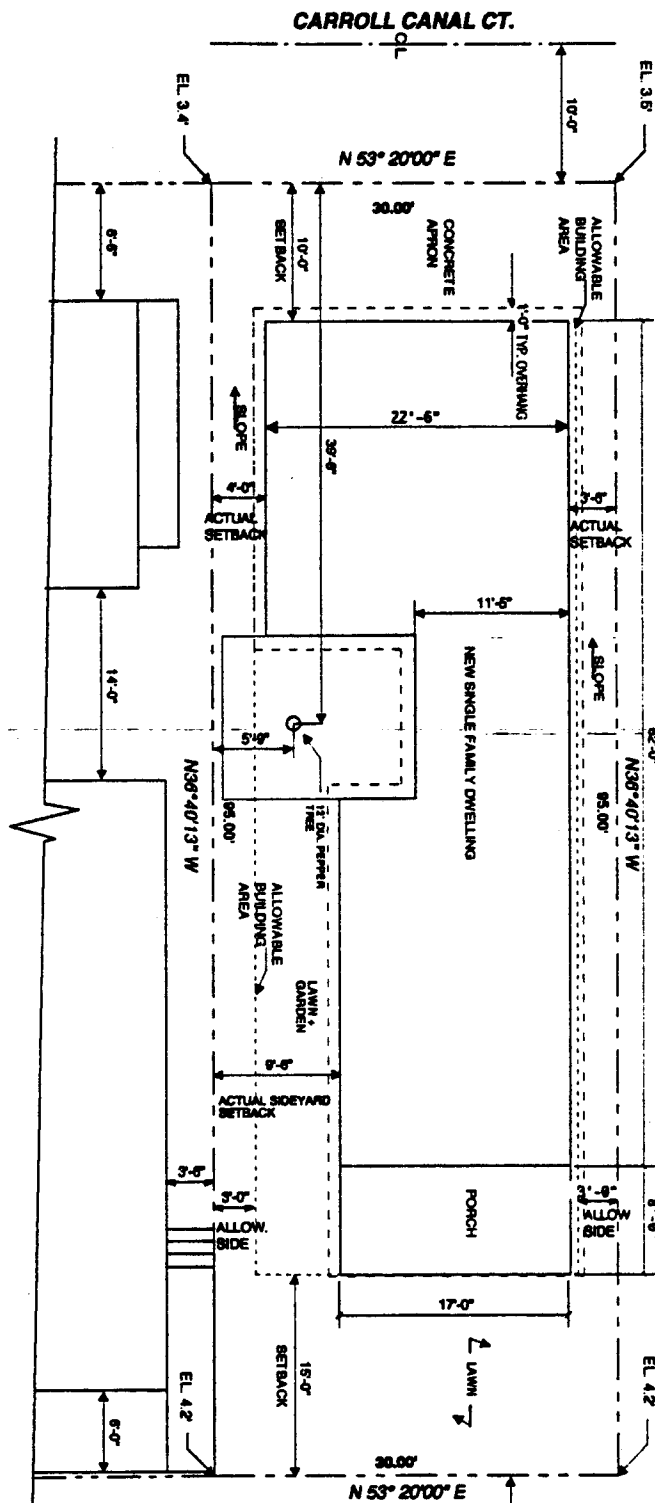 CARROLL CANAL CT.
CL
EL. 3.4'
10'-0"
EL. 3.5'
N 53° 20'00" E
30.00'
6'-6"
10'-0"
SETBACK
CONCRETE
APRON
ALLOWABLE
BUILDING
AREA
1'-0" TYP. OVERHANG
22'-6"
39'-6"
SLOPE
4'-0"
ACTUAL
SETBACK
3'-6"
ACTUAL
SETBACK
11'-5"
SLOPE
NEW SINGLE FAMILY DWELLING
14'-0"
5'-9"
N36°40'13" W
95.00'
12" DIA. PEPPER
TREE
95.00'
N36°40'13" W
ALLOWABLE
BUILDING
AREA
LAWN +
GARDEN
9'-6"
ACTUAL SIDEYARD
SETBACK
3'-6"
3'-0"
ALLOW.
SIDE
PORCH
ALLOW
SIDE
17'-0"
15'-0"
SETBACK
LAWN
EL. 4.2'
EL. 4.2'
6'-0"
30.00'
N 53° 20'00" E